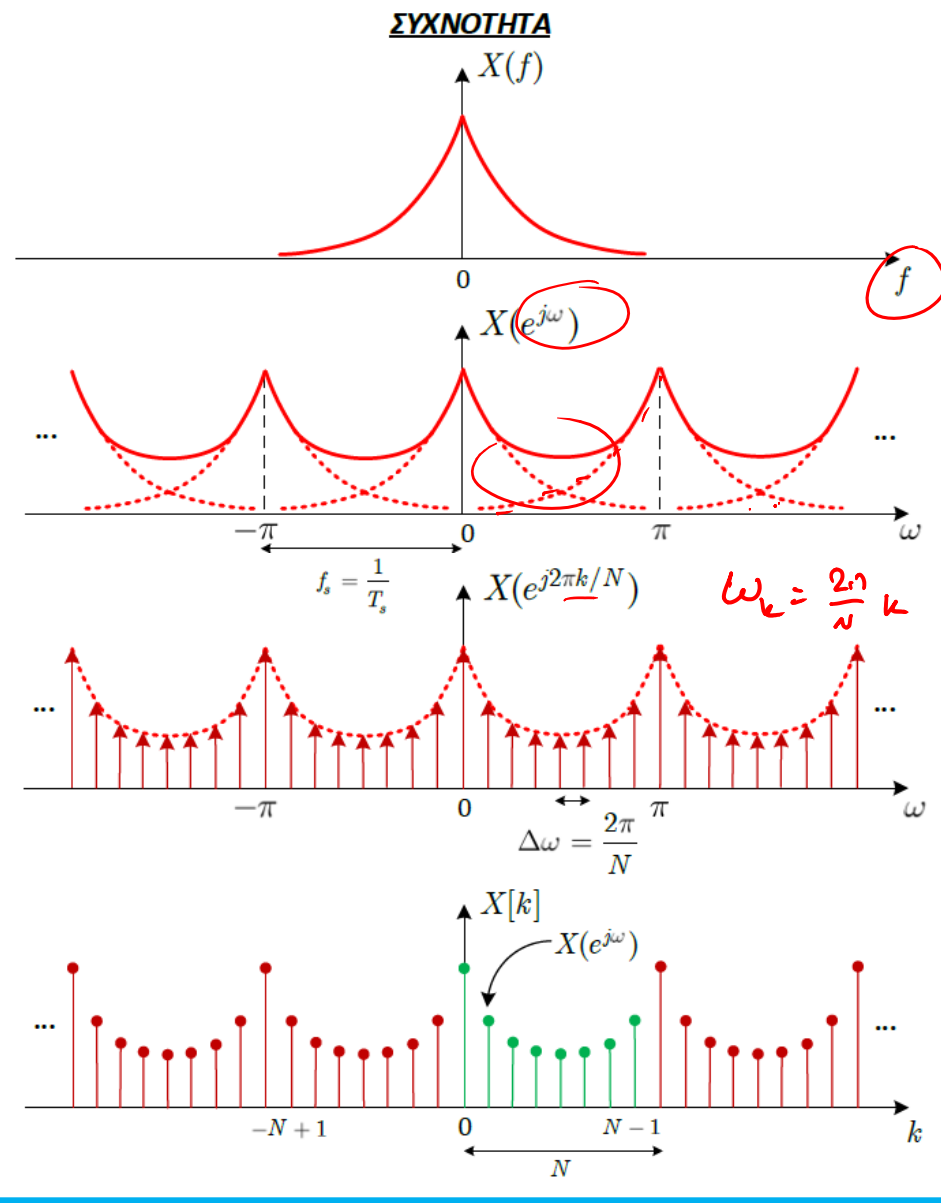 ΣΥΧΝΟΤΗΤΑ
X(f)
0
f
X(e^{jω})
...
...
−π
0
π
ω
f_s = 1/T_s
X(e^{j2πk/N})
ω_k = 2π/N k
...
...
−π
0
π
ω
Δω = 2π/N
X[k]
X(e^{jω})
...
...
−N + 1
0
N − 1
k
N